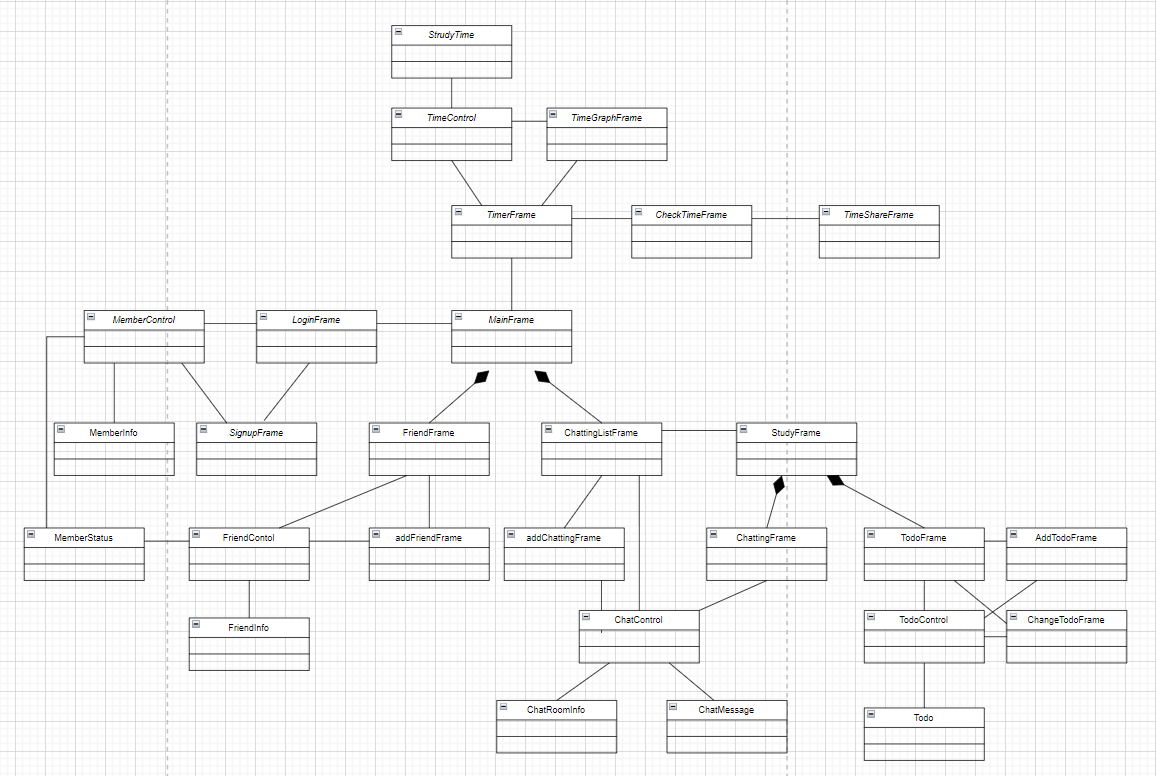 StrudyTime
TimeControl
TimeGraphFrame
TimerFrame
CheckTimeFrame
TimeShareFrame
MemberControl
LoginFrame
MainFrame
MemberInfo
SignupFrame
FriendFrame
ChattingListFrame
StudyFrame
MemberStatus
FriendContol
addFriendFrame
addChattingFrame
ChattingFrame
TodoFrame
AddTodoFrame
ChatControl
TodoControl
ChangeTodoFrame
FriendInfo
ChatRoomInfo
ChatMessage
Todo